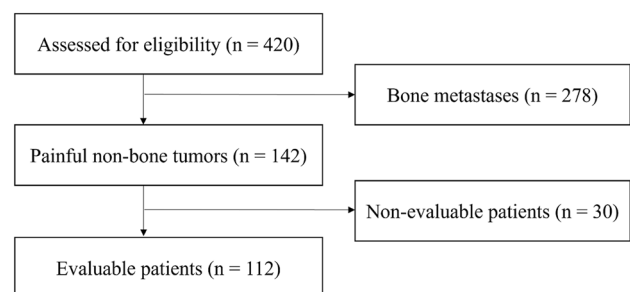 Assessed for eligibility (n = 420)
Bone metastases (n = 278)
Painful non-bone tumors (n = 142)
Non-evaluable patients (n = 30)
Evaluable patients (n = 112)